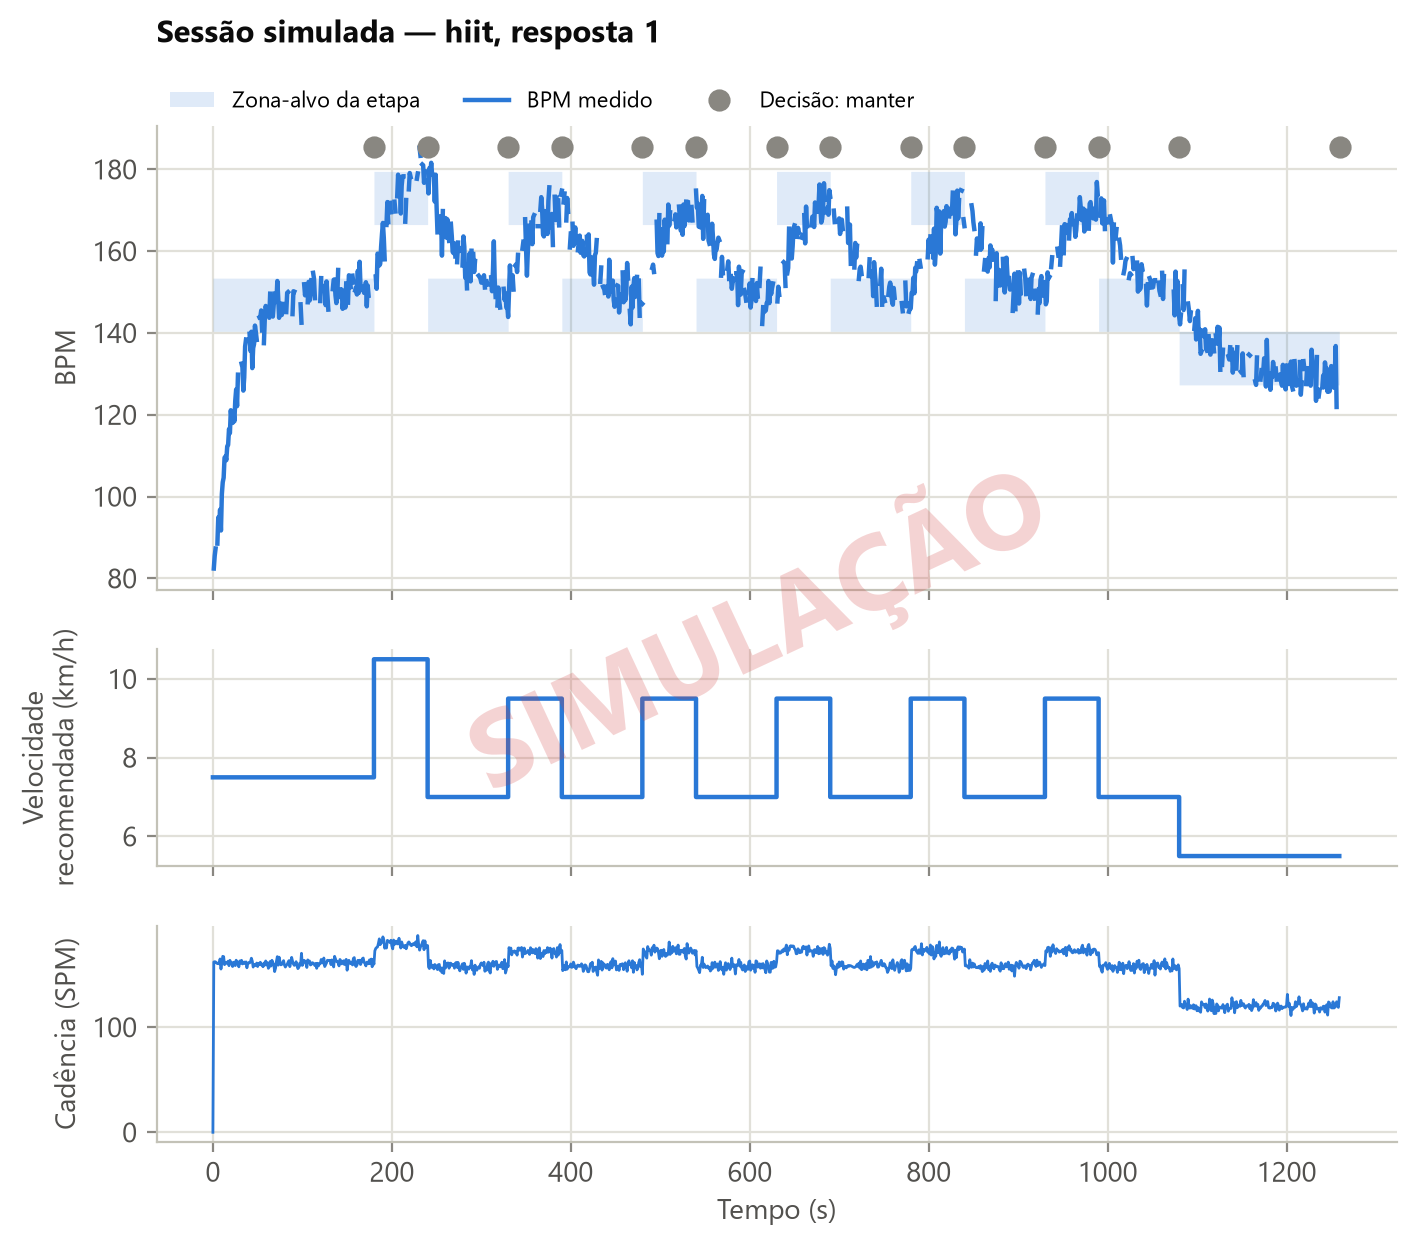 Sessão simulada — hiit, resposta 1
Zona-alvo da etapa
BPM medido
Decisão: manter
180
160
140
120
100
80
BPM
SIMULAÇÃO
10
8
6
Velocidade
recomendada (km/h)
100
0
Cadência (SPM)
0
200
400
600
800
1000
1200
Tempo (s)